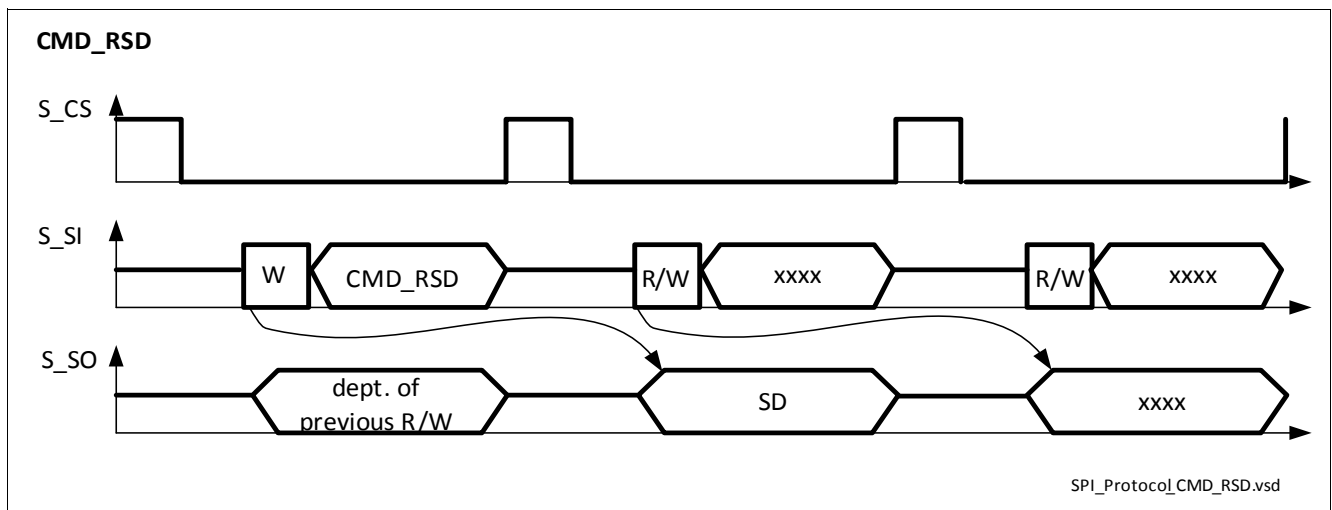 CMD_RSD
S_CS
S_SI
W
CMD_RSD
R/W
xxxx
R/W
xxxx
S_SO
dept. of
previous R/W
SD
xxxx
SPI_Protocol_CMD_RSD.vsd